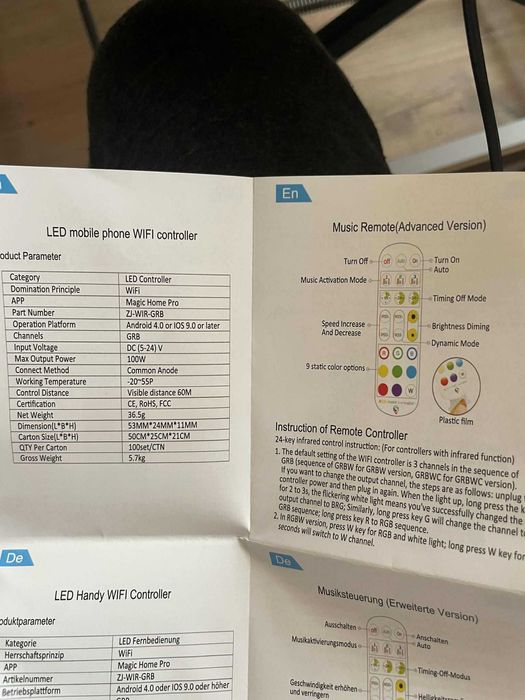 En
LED mobile phone WIFI controller
oduct Parameter
Category LED Controller
Domination Principle WiFi
APP Magic Home Pro
Part Number ZJ-WIR-GRB
Operation Platform Android 4.0 or IOS 9.0 or later
Channels GRB
Input Voltage DC (5-24) V
Max Output Power 100W
Connect Method Common Anode
Working Temperature -20~55P
Control Distance Visible distance 60M
Certification CE, RoHS, FCC
Net Weight 36.5g
Dimension(L*B*H) 53MM*24MM*11MM
Carton Size(L*B*H) 50CM*25CM*21CM
QTY Per Carton 100set/CTN
Gross Weight 5.7kg
Music Remote(Advanced Version)
Turn Off
off
Auto
On
Turn On
Auto
Music Activation Mode
Timing Off Mode
Speed Increase
And Decrease
Brightness Diming
Dynamic Mode
R G B
9 static color options
W
Plastic film
Instruction of Remote Controller
24-key infrared control instruction: (For controllers with infrared function)
1. The default setting of the WIFI controller is 3 channels in the sequence of
GRB (sequence of GRBW for GRBW version, GRBWC for GRBWC version).
If you want to change the output channel, the steps are as follows: unplug
controller power and then plug in again. When the light up, long press the k
for 2 to 3s, the flickering white light means you've successfully changed the
output channel to BRG; Similarly, long press key G will change the channel t
GRB sequence; long press key R to RGB sequence.
2. In RGBW version, press W key for RGB and white light; long press W key for
seconds will switch to W channel.
De
LED Handy WIFI Controller
oduktparameter
Kategorie LED Fernbedienung
Herrschaftsprinzip WiFi
APP Magic Home Pro
Artikelnummer ZJ-WIR-GRB
Betriebsplattform Android 4.0 oder IOS 9.0 oder höher
De
Musiksteuerung (Erweiterte Version)
Ausschalten
off
On
Anschalten
Auto
Musikaktivierungsmodus
Timing-Off-Modus
Geschwindigkeit erhöhen
und verringern